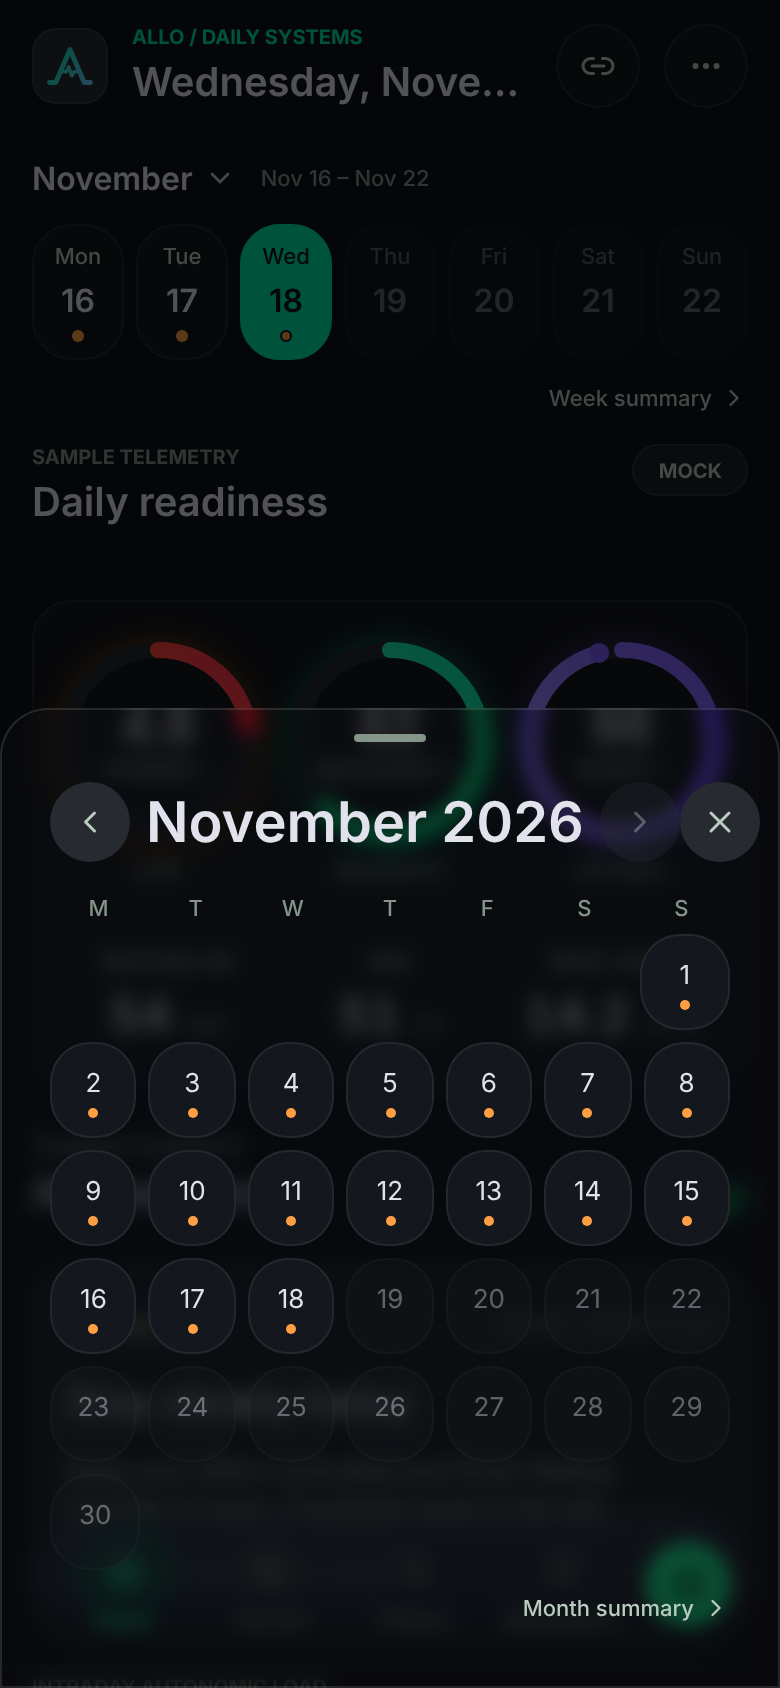 ALLO / DAILY SYSTEMS
Wednesday, Nove...
November Nov 16 – Nov 22
Mon Tue Wed Thu Fri Sat Sun
16 17 18 19 20 21 22
Week summary
SAMPLE TELEMETRY
MOCK
Daily readiness
November 2026
M T W T F S S
1
2 3 4 5 6 7 8
9 10 11 12 13 14 15
16 17 18 19 20 21 22
23 24 25 26 27 28 29
30
Month summary
INTRADAY AUTONOMIC LOAD